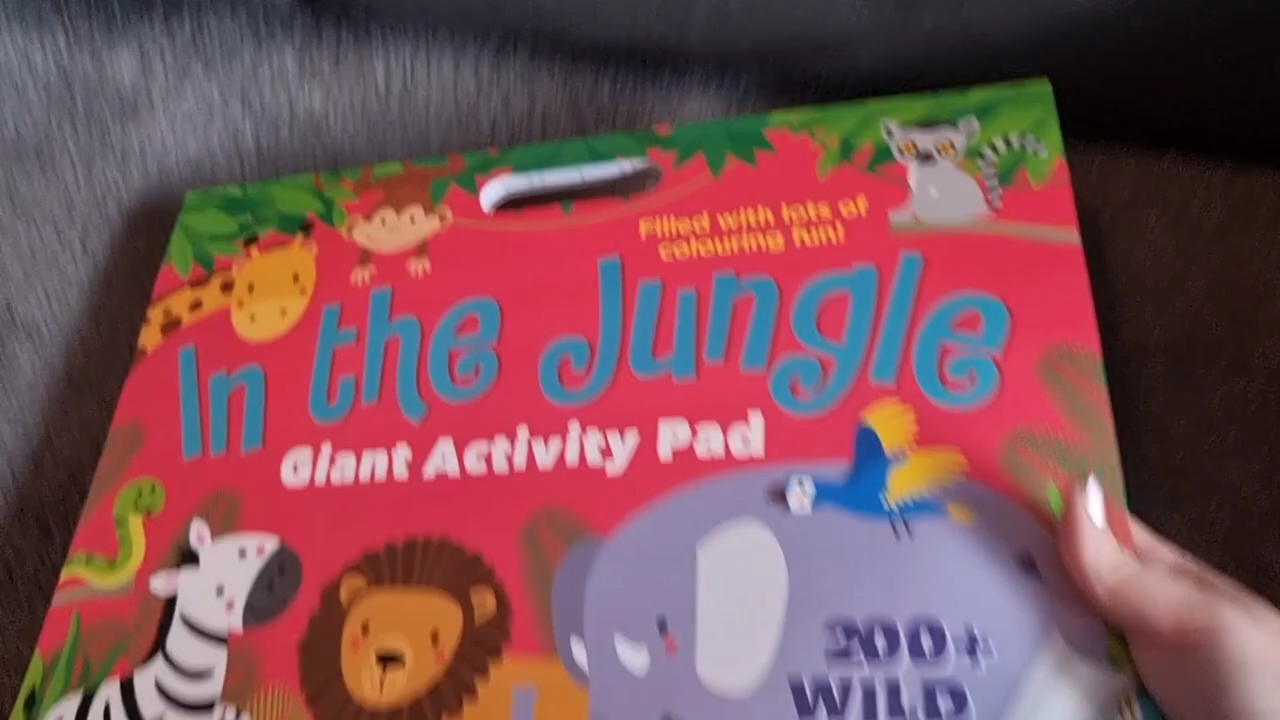 Filled with lots of
colouring fun!
In the Jungle
Giant Activity Pad
200+
WILD